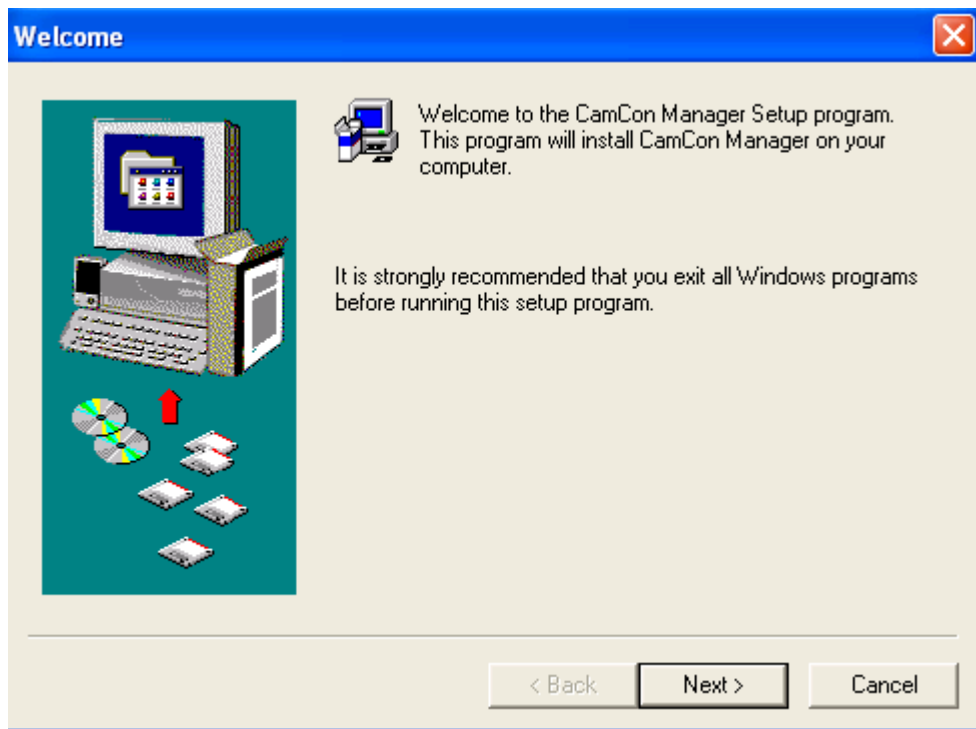 Welcome
Welcome to the CamCon Manager Setup program.
This program will install CamCon Manager on your
computer.
It is strongly recommended that you exit all Windows programs
before running this setup program.
< Back
Next >
Cancel